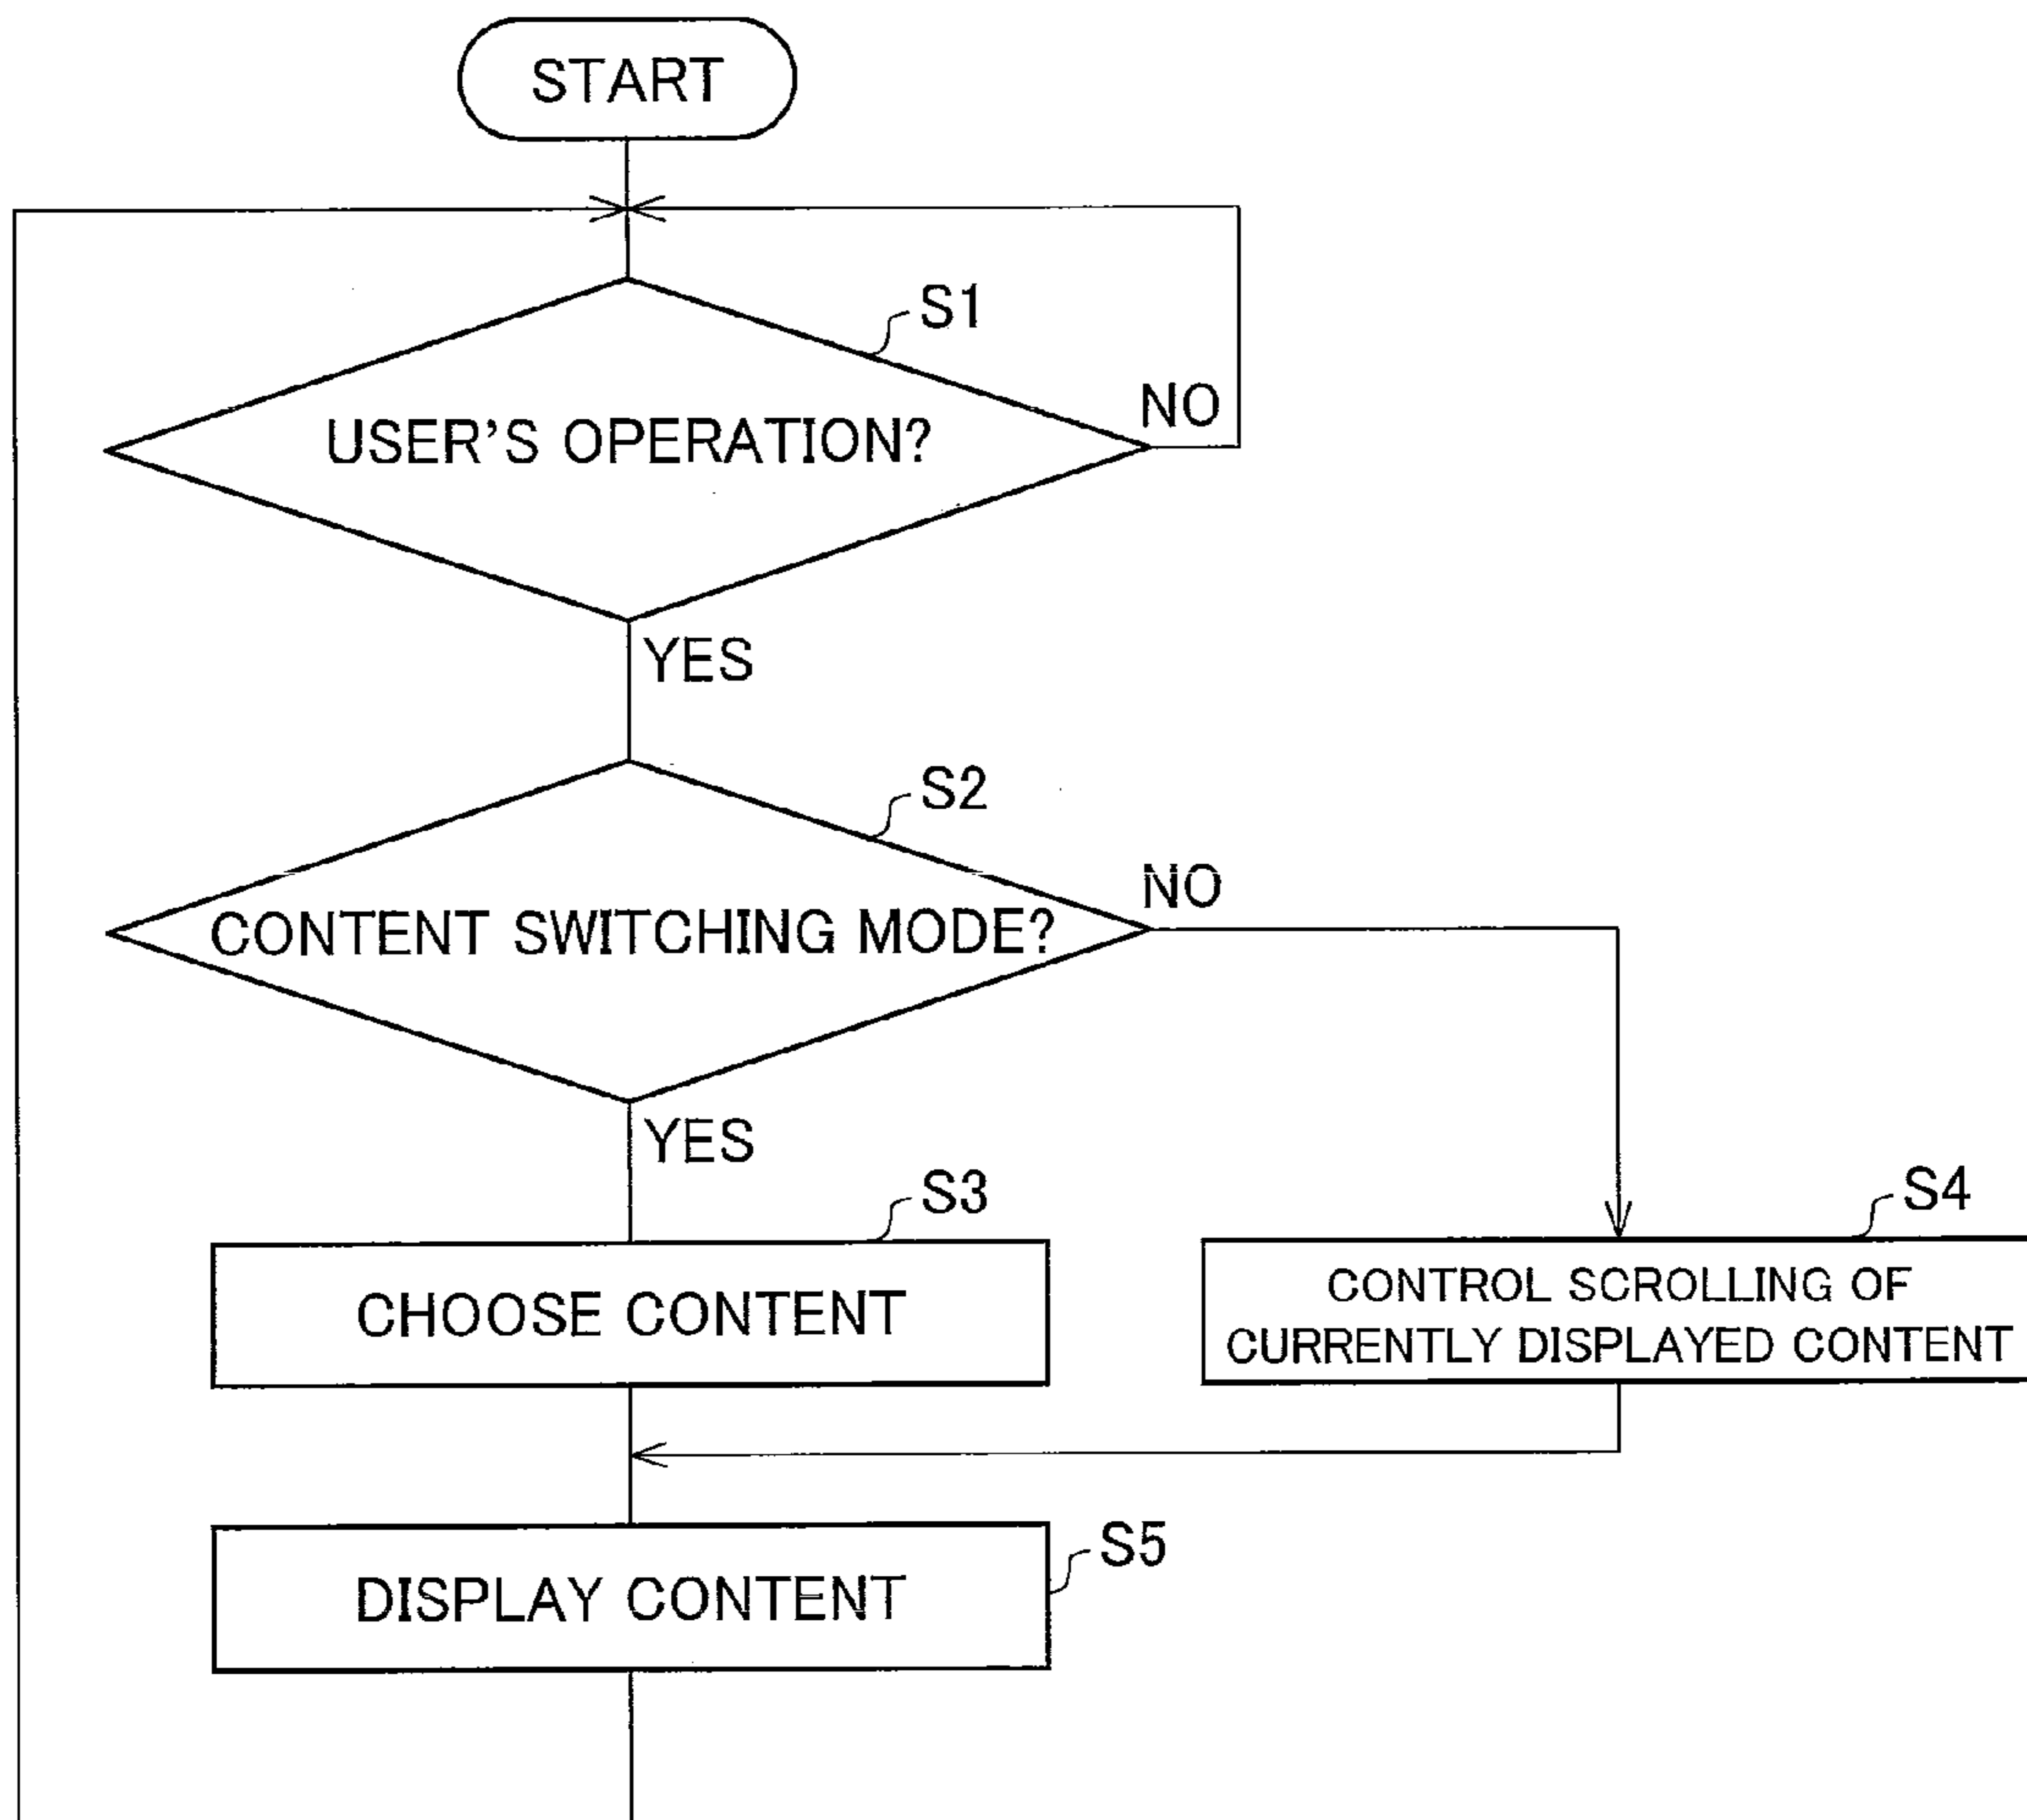 START
S1
NO
USER'S OPERATION?
YES
S2
NO
CONTENT SWITCHING MODE?
YES
S3
S4
CHOOSE CONTENT
CONTROL SCROLLING OF
CURRENTLY DISPLAYED CONTENT
S5
DISPLAY CONTENT